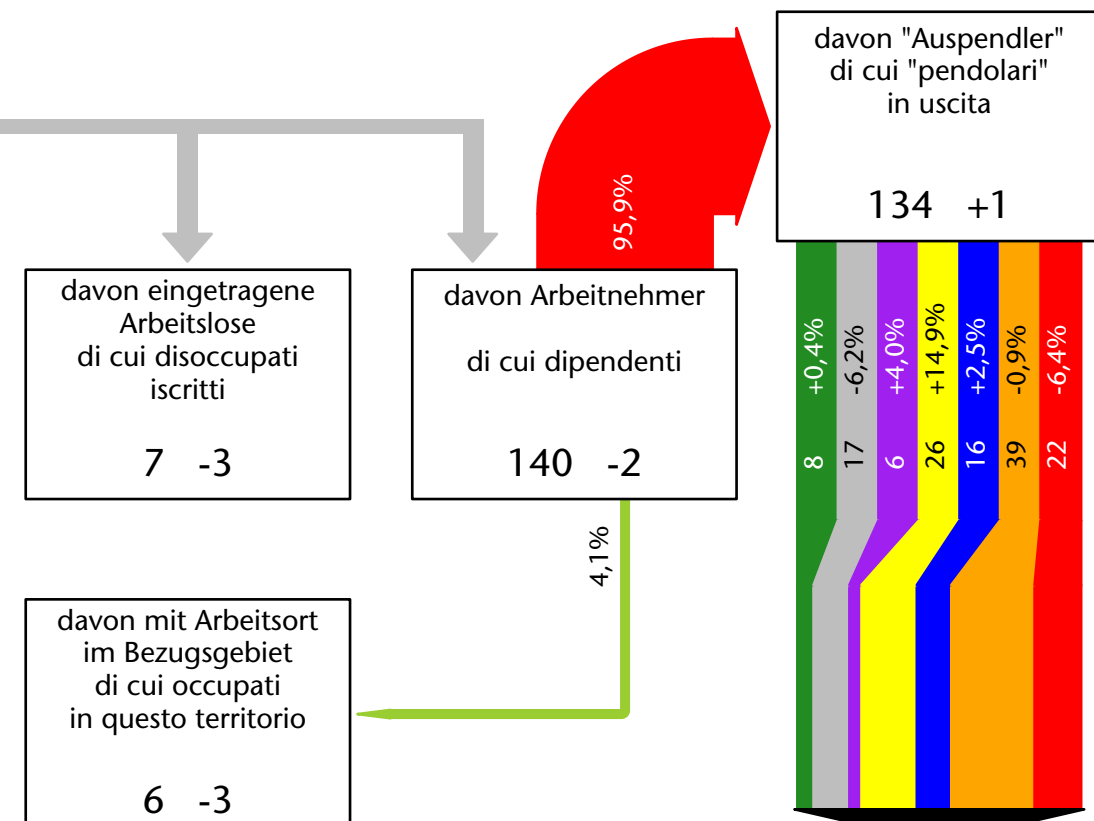 davon "Auspendler"
di cui "pendolari"
in uscita
134 +1
95,9%
davon eingetragene
Arbeitslose
di cui disoccupati
iscritti
7 -3
davon Arbeitnehmer
di cui dipendenti
140 -2
8 +0,4%
17 -6,2%
6 +4,0%
26 +14,9%
16 +2,5%
39 -0,9%
22 -6,4%
4,1%
davon mit Arbeitsort
im Bezugsgebiet
di cui occupati
in questo territorio
6 -3